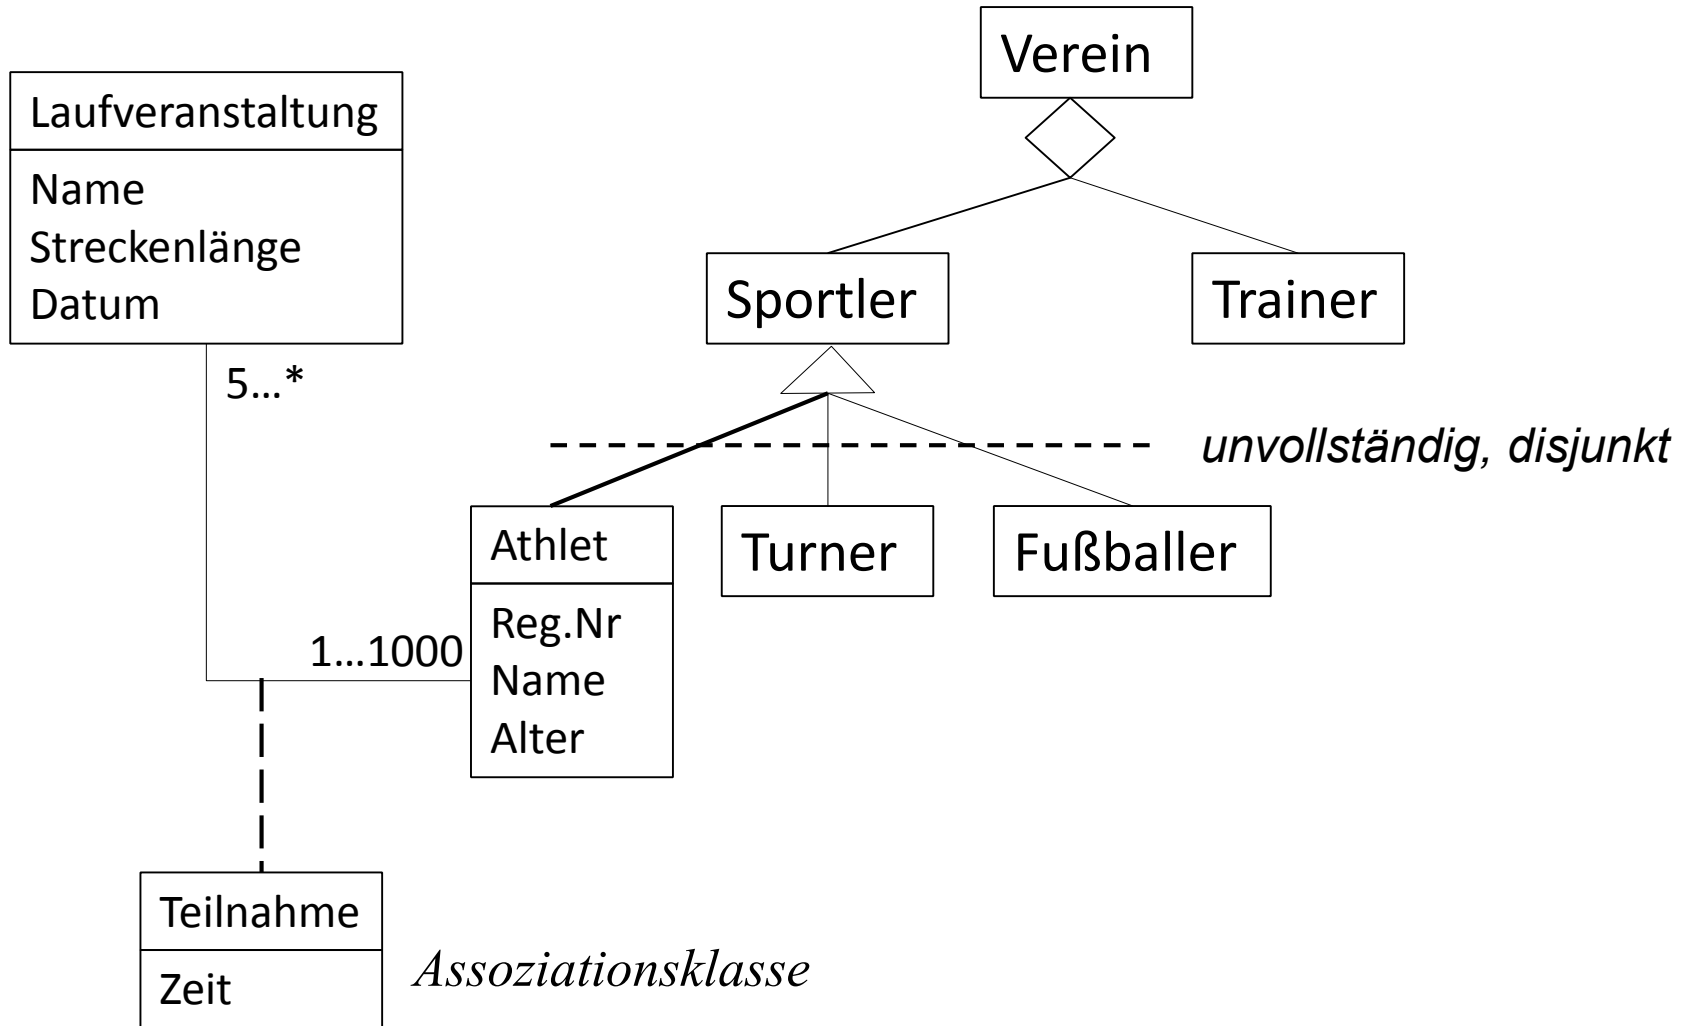 Verein
Laufveranstaltung
Name
Streckenlänge
Datum
Sportler
Trainer
5...*
unvollständig, disjunkt
Athlet
Turner
Fußballer
Reg.Nr
1...1000
Name
Alter
Teilnahme
Zeit
Assoziationsklasse